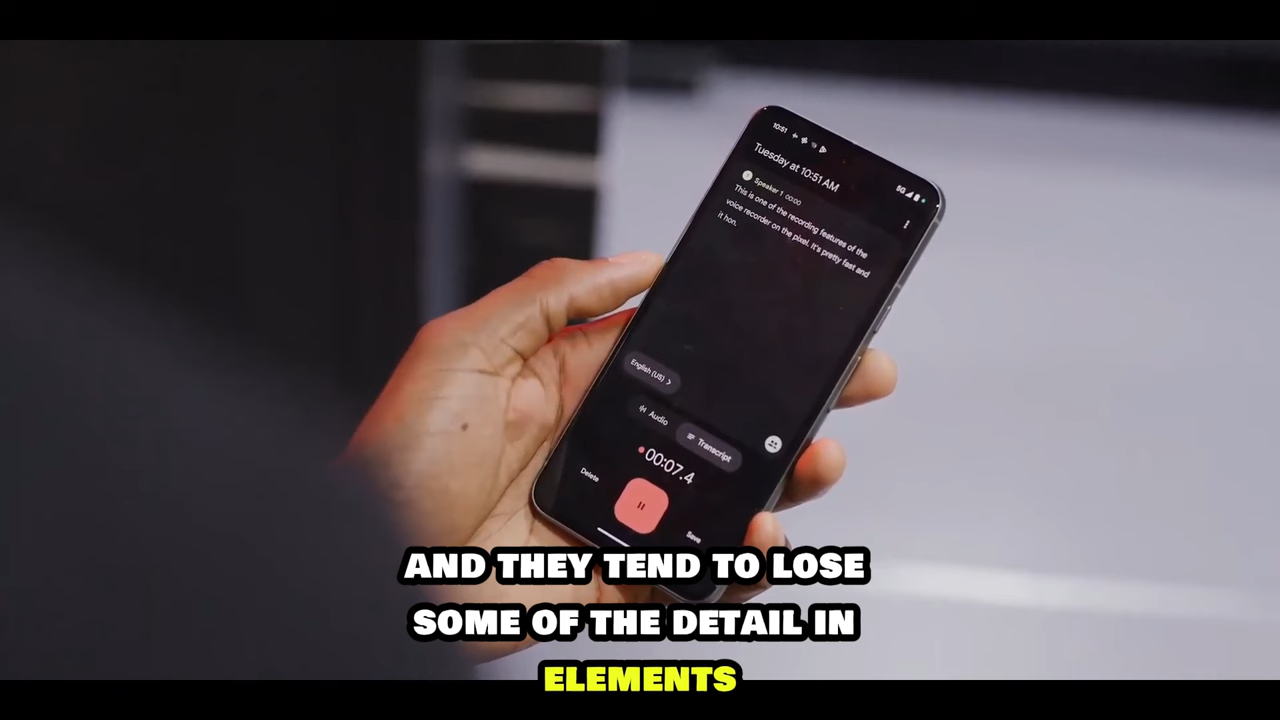 10:51
5G
Tuesday at 10:51 AM
Speaker 1 00:00
This is one of the recording features of the
voice recorder on the pixel. It's pretty fast and
it hon.
English (US) >
Audio
Transcript
00:07.4
Delete
Save
AND THEY TEND TO LOSE
SOME OF THE DETAIL IN
ELEMENTS